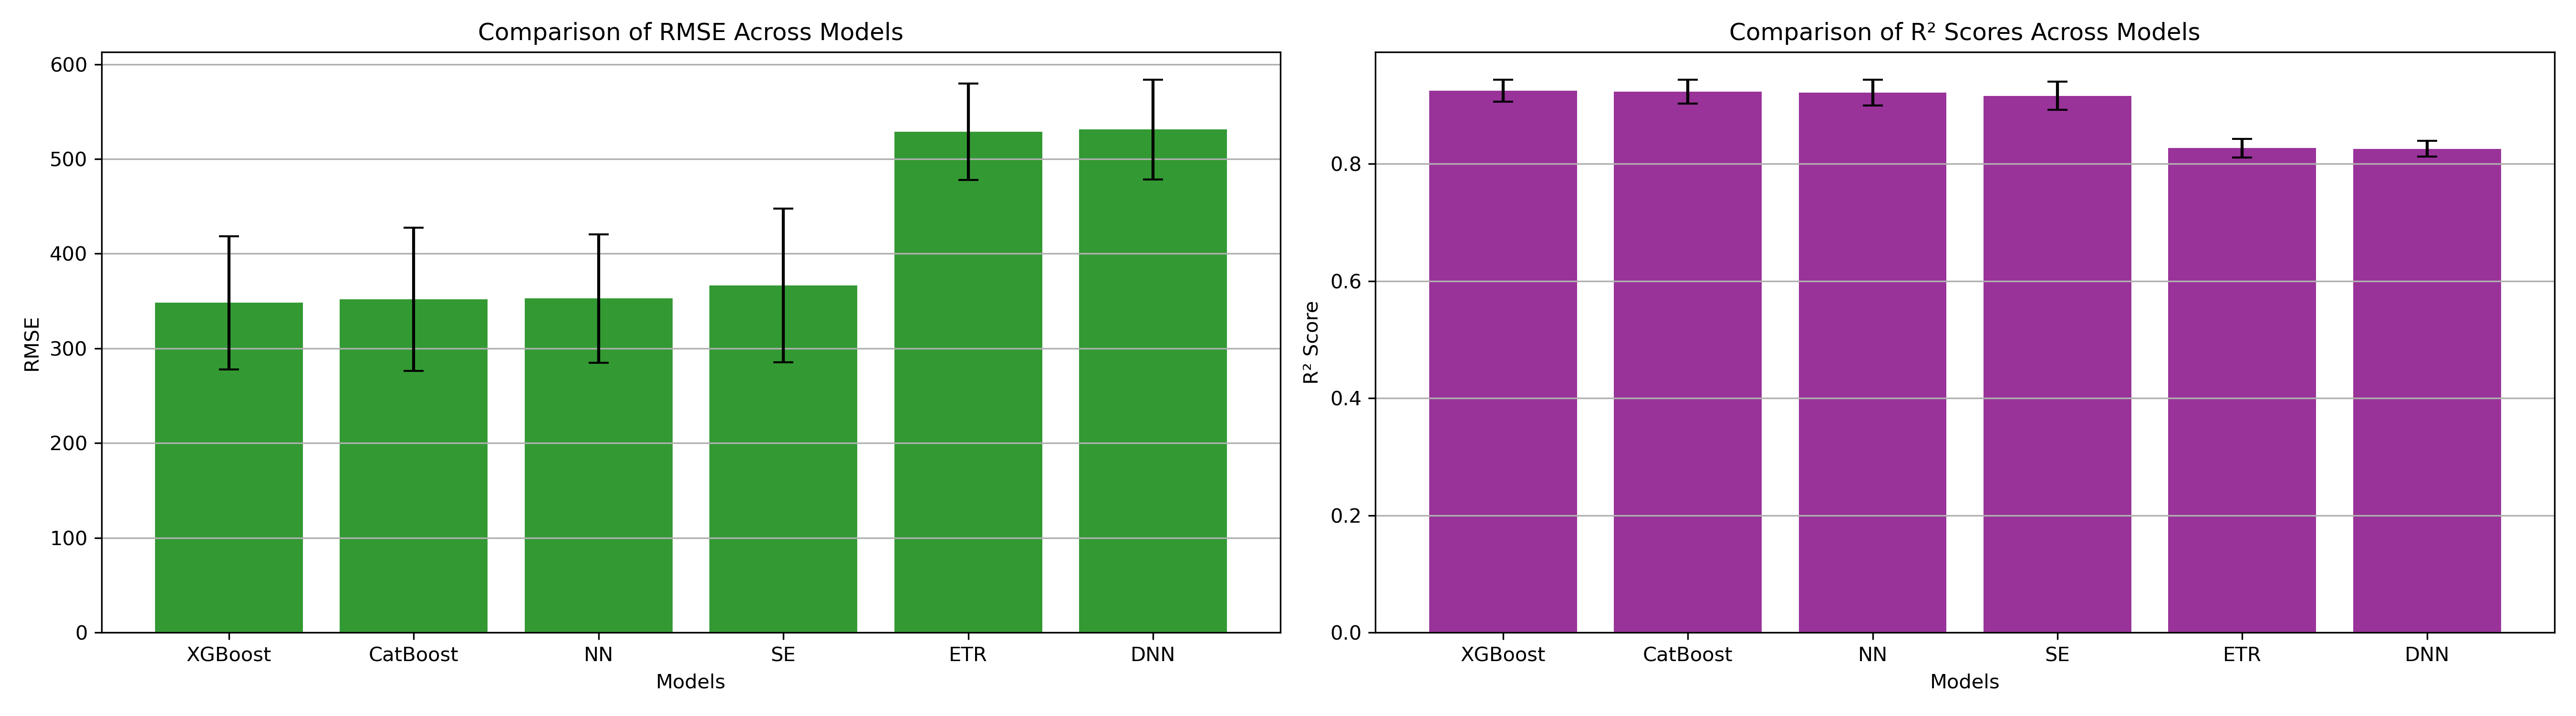 Comparison of RMSE Across Models
RMSE
600
500
400
300
200
100
0
XGBoost CatBoost NN SE ETR DNN
Models
Comparison of R² Scores Across Models
R² Score
0.8
0.6
0.4
0.2
0.0
XGBoost CatBoost NN SE ETR DNN
Models